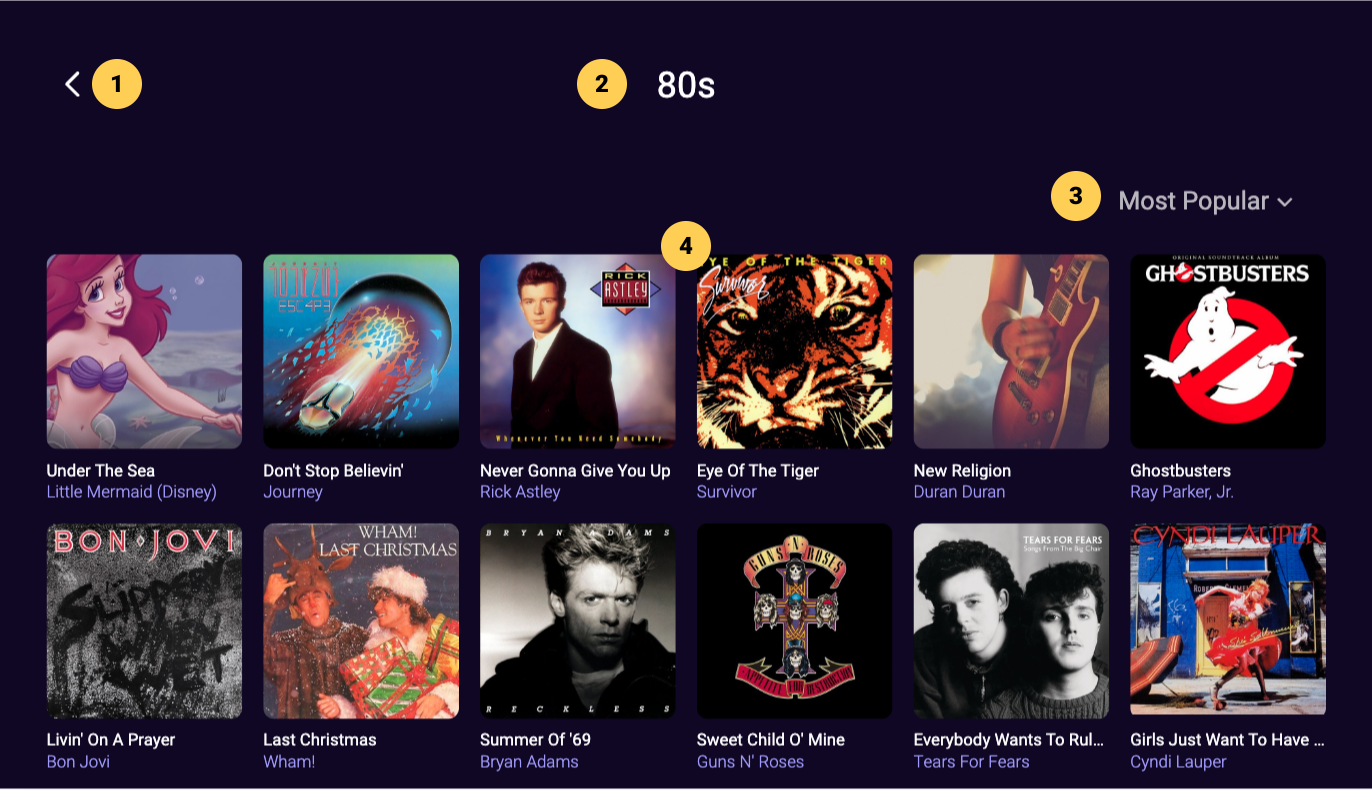 1
2 80s
3 Most Popular
4
JOURNEY
ESC4P3
RICK
ASTLEY
Whenever You Need Somebody
YE OF THE TIGER
Survivor
ORIGINAL SOUNDTRACK ALBUM
GHOSTBUSTERS
Under The Sea
Little Mermaid (Disney)
Don't Stop Believin'
Journey
Never Gonna Give You Up
Rick Astley
Eye Of The Tiger
Survivor
New Religion
Duran Duran
Ghostbusters
Ray Parker, Jr.
BON JOVI
SLIPPERY
WHEN WET
WHAM!
LAST CHRISTMAS
BRYAN ADAMS
RECKLESS
GUNS N' ROSES
APPETITE FOR DESTRUCTION
TEARS FOR FEARS
Songs From The Big Chair
CYNDI LAUPER
She's So Unusual
Livin' On A Prayer
Bon Jovi
Last Christmas
Wham!
Summer Of '69
Bryan Adams
Sweet Child O' Mine
Guns N' Roses
Everybody Wants To Rul...
Tears For Fears
Girls Just Want To Have ...
Cyndi Lauper